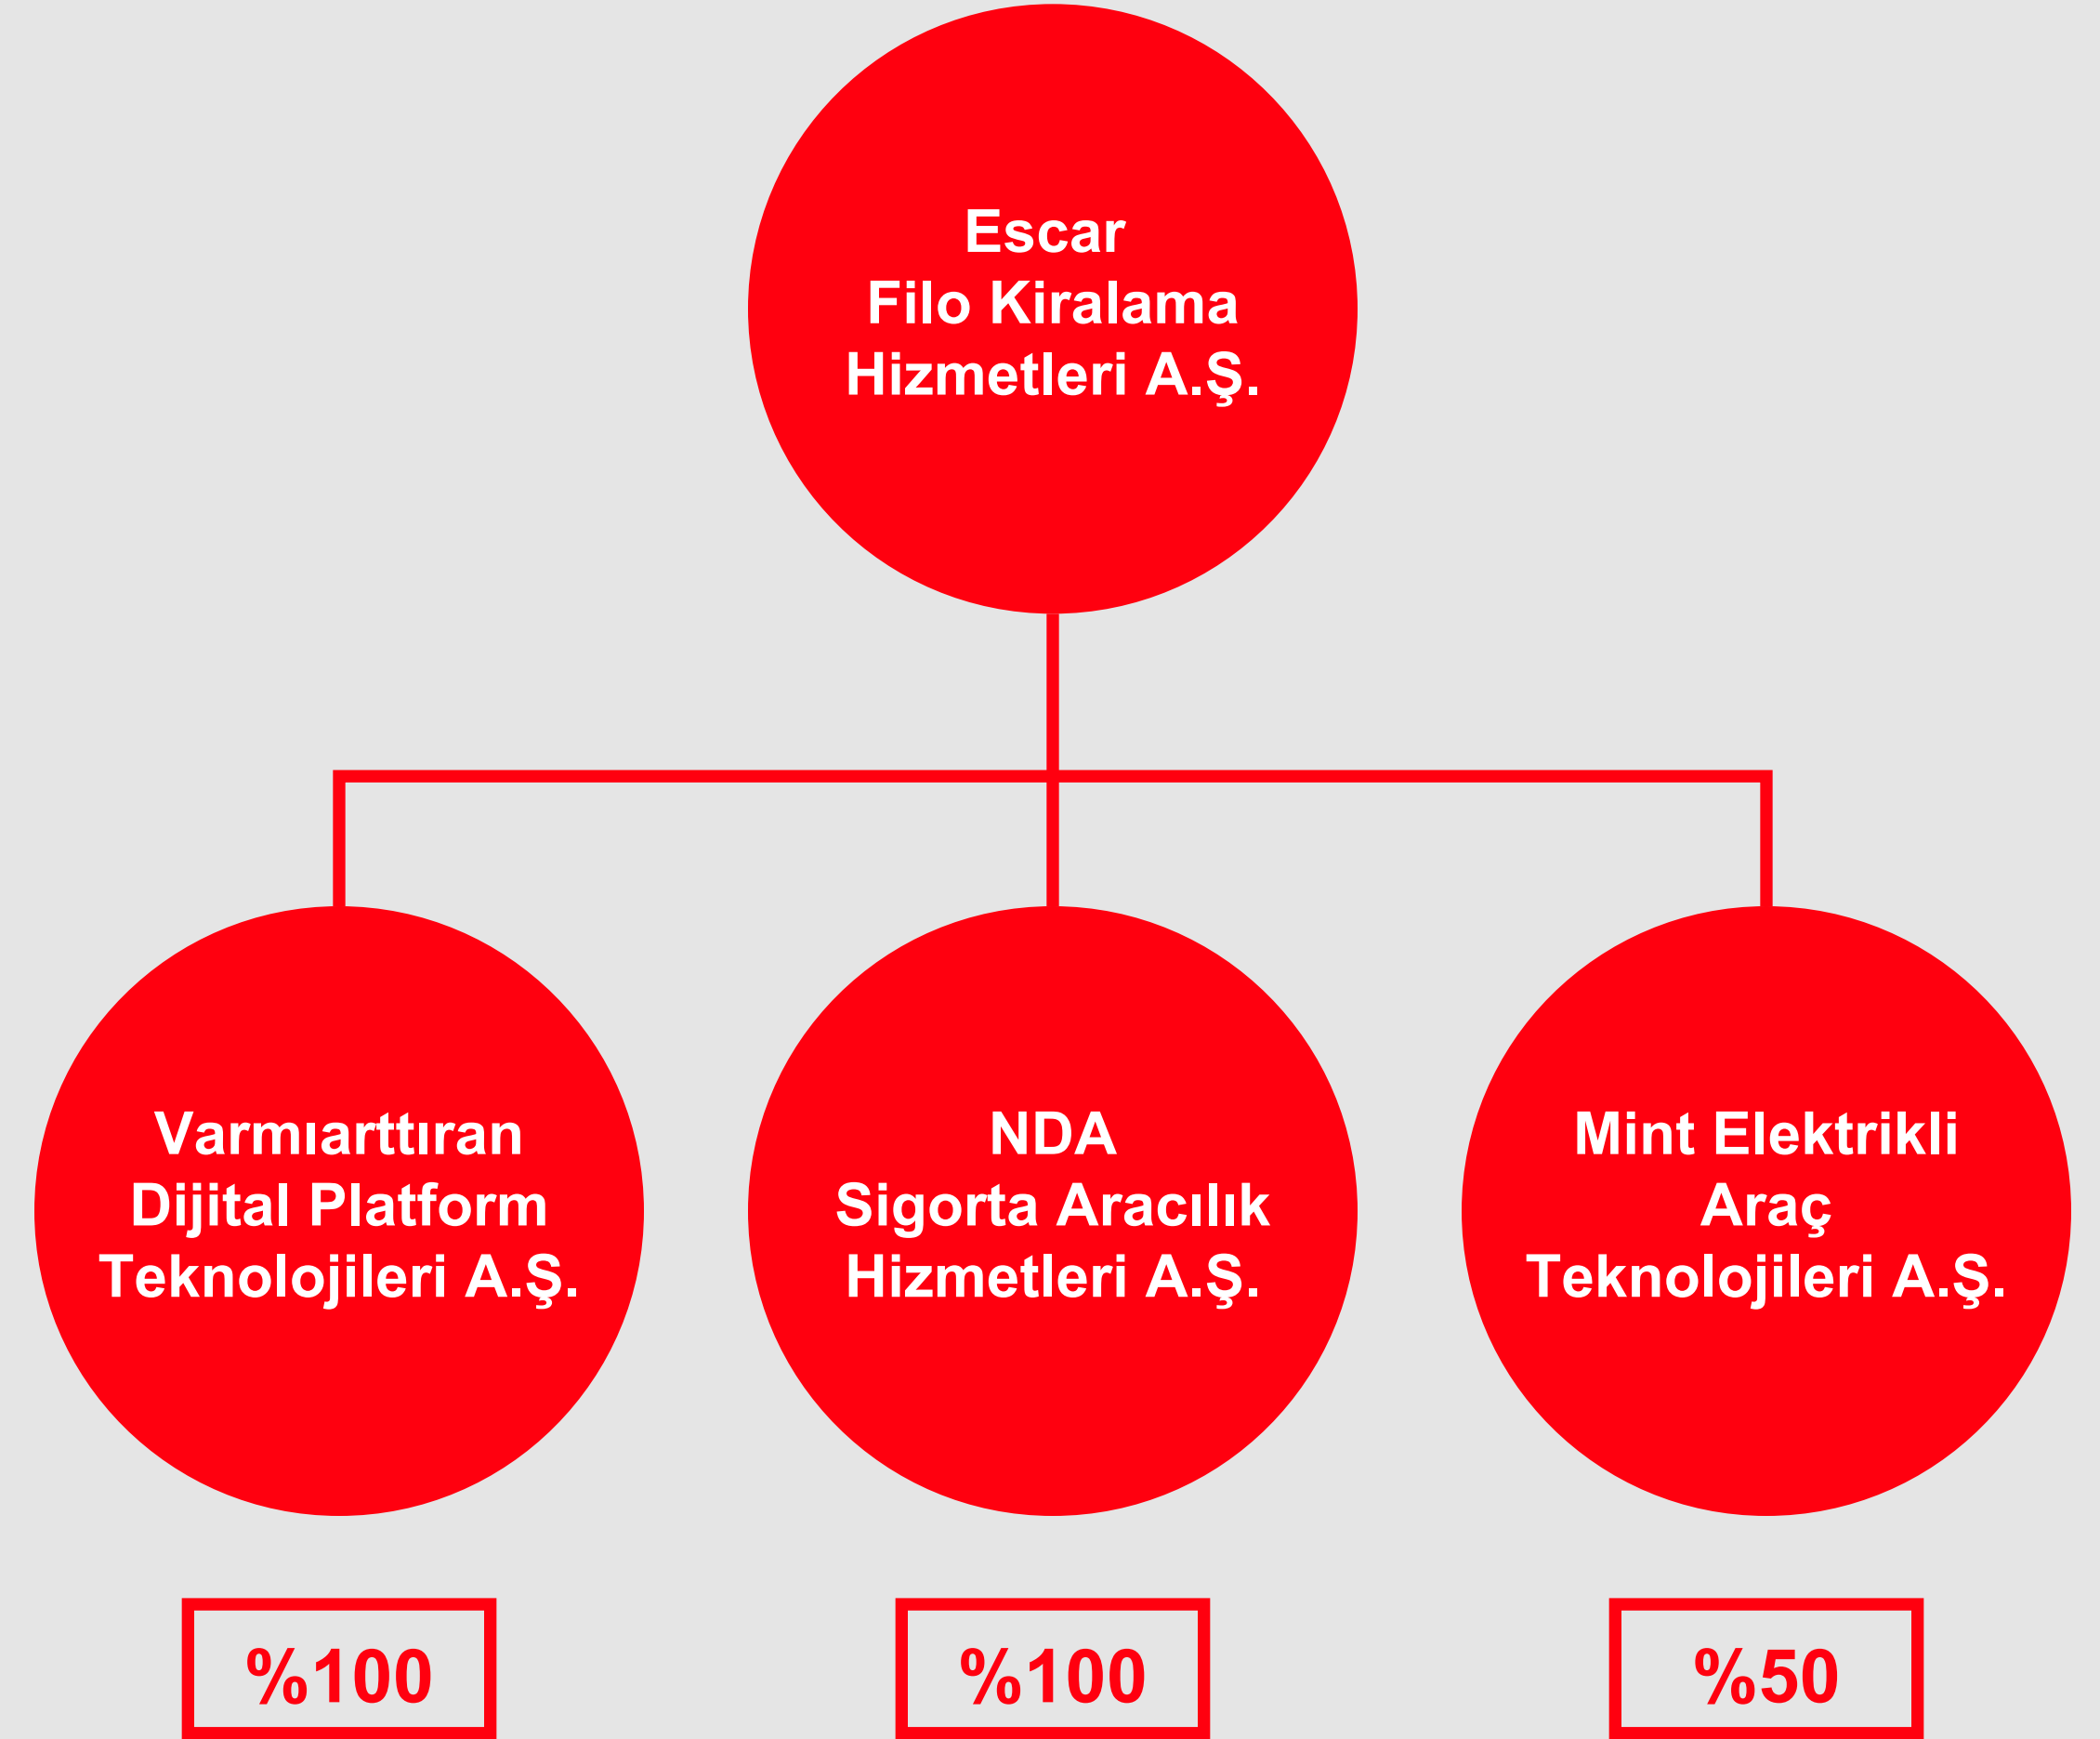 Escar
Filo Kiralama
Hizmetleri A.Ş.
Varmıarttıran
Dijital Platform
Teknolojileri A.Ş.
NDA
Sigorta Aracılık
Hizmetleri A.Ş.
Mint Elektrikli
Araç
Teknolojileri A.Ş.
%100
%100
%50